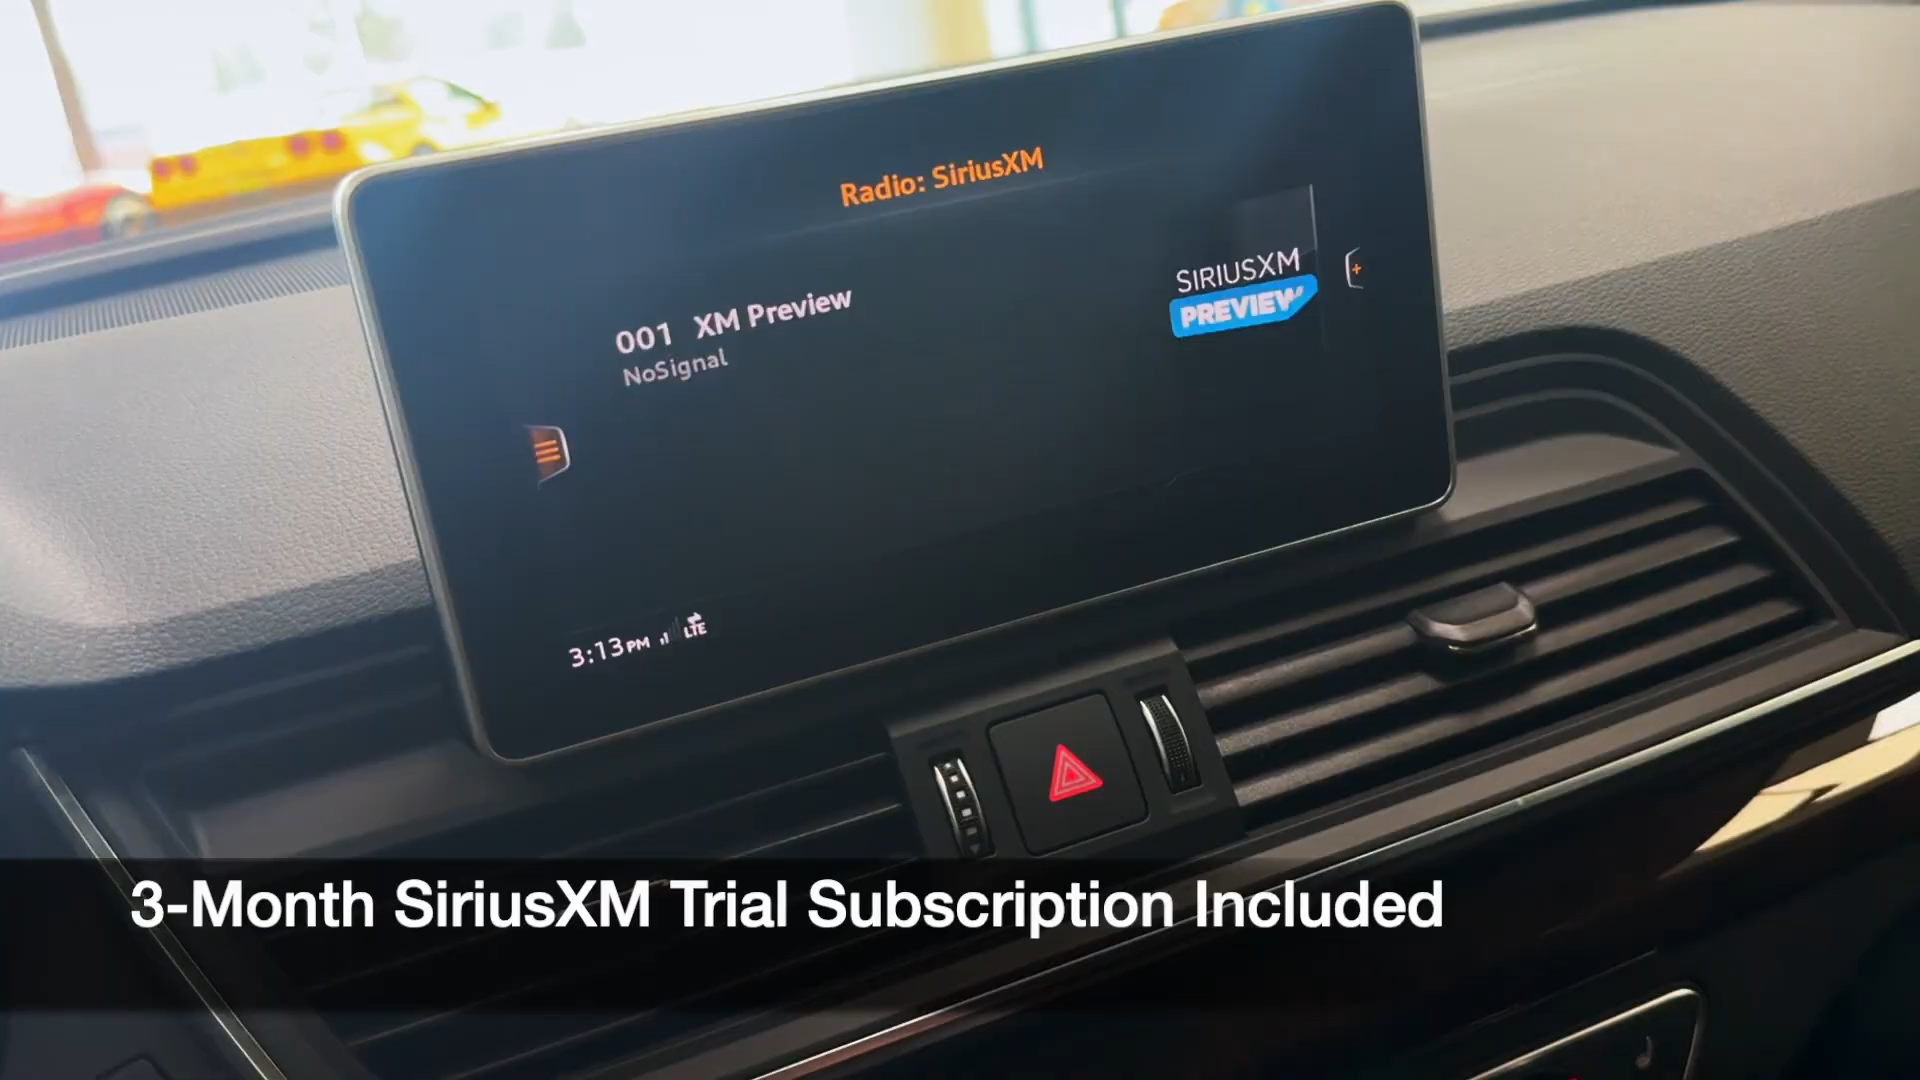 Radio: SiriusXM
001 XM Preview
NoSignal
SIRIUSXM
PREVIEW
3:13PM LTE
3-Month SiriusXM Trial Subscription Included